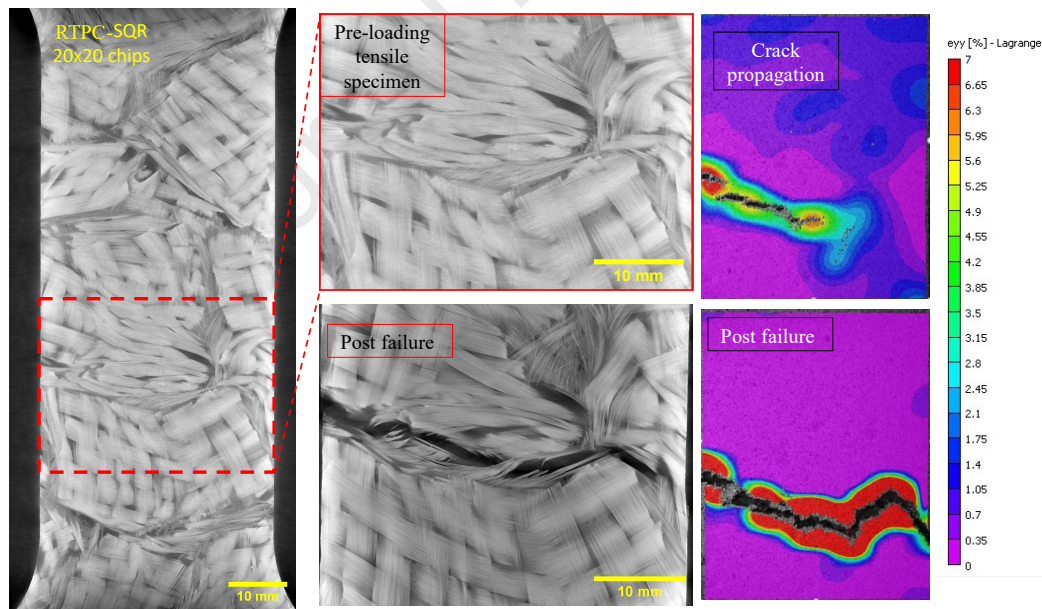 RTPC-SQR
20x20 chips
10 mm
Pre-loading
tensile
specimen
10 mm
Post failure
10 mm
Crack
propagation
Post failure
eyy [%] - Lagrange
7
6.65
6.3
5.95
5.6
5.25
4.9
4.55
4.2
3.85
3.5
3.15
2.8
2.45
2.1
1.75
1.4
1.05
0.7
0.35
0